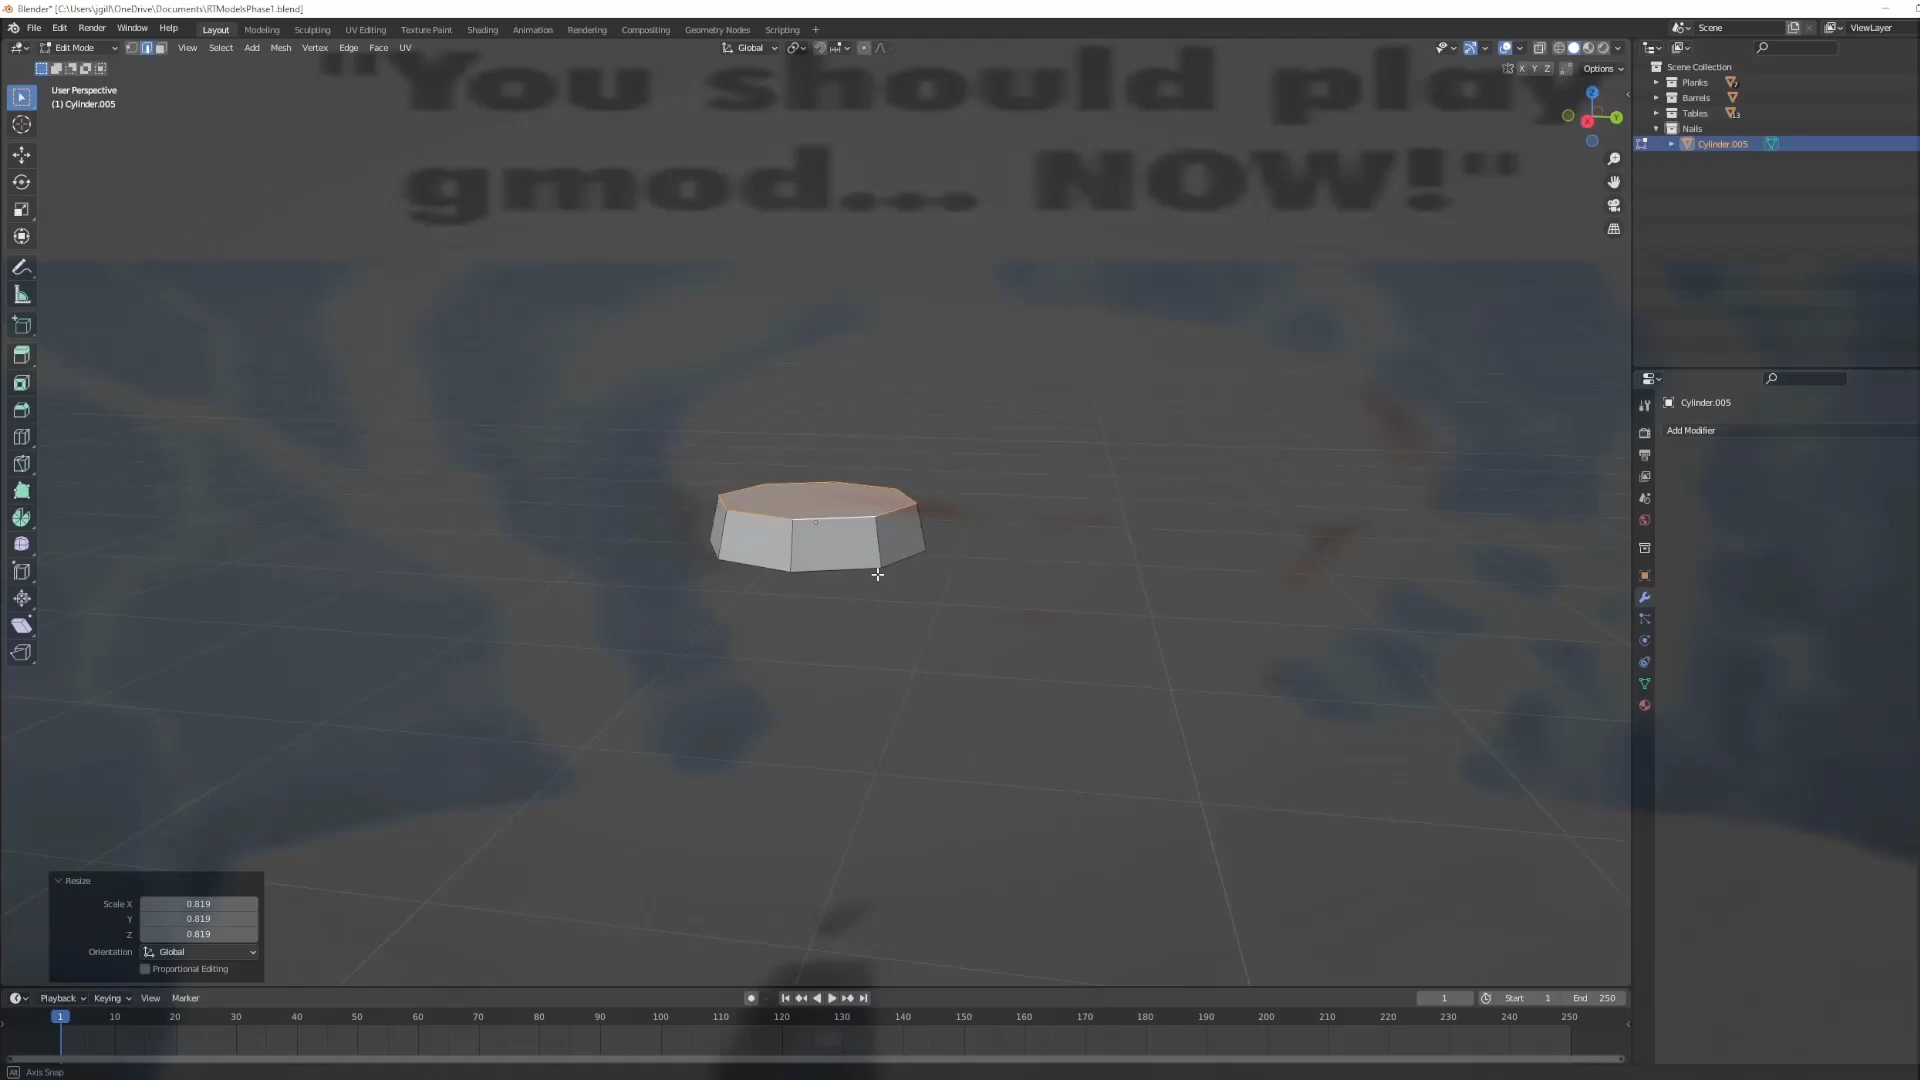 Blender* [C:\Users\jgill\OneDrive\Documents\RTModelsPhase1.blend]
File Edit Render Window Help Layout Modeling Sculpting UV Editing Texture Paint Shading Animation Rendering Compositing Geometry Nodes Scripting + Scene ViewLayer
Edit Mode View Select Add Mesh Vertex Edge Face UV Global
X Y Z Options
User Perspective
(1) Cylinder.005
"You should play
gmod... NOW!"
Z
Y
X
Scene Collection
Planks
Barrels
Tables 13
Nails
Cylinder.005
Cylinder.005
Add Modifier
Resize
Scale X 0.819
Y 0.819
Z 0.819
Orientation Global
Proportional Editing
Playback Keying View Marker 1 Start 1 End 250
1 10 20 30 40 50 60 70 80 90 100 110 120 130 140 150 160 170 180 190 200 210 220 230 240 250
Alt Axis Snap